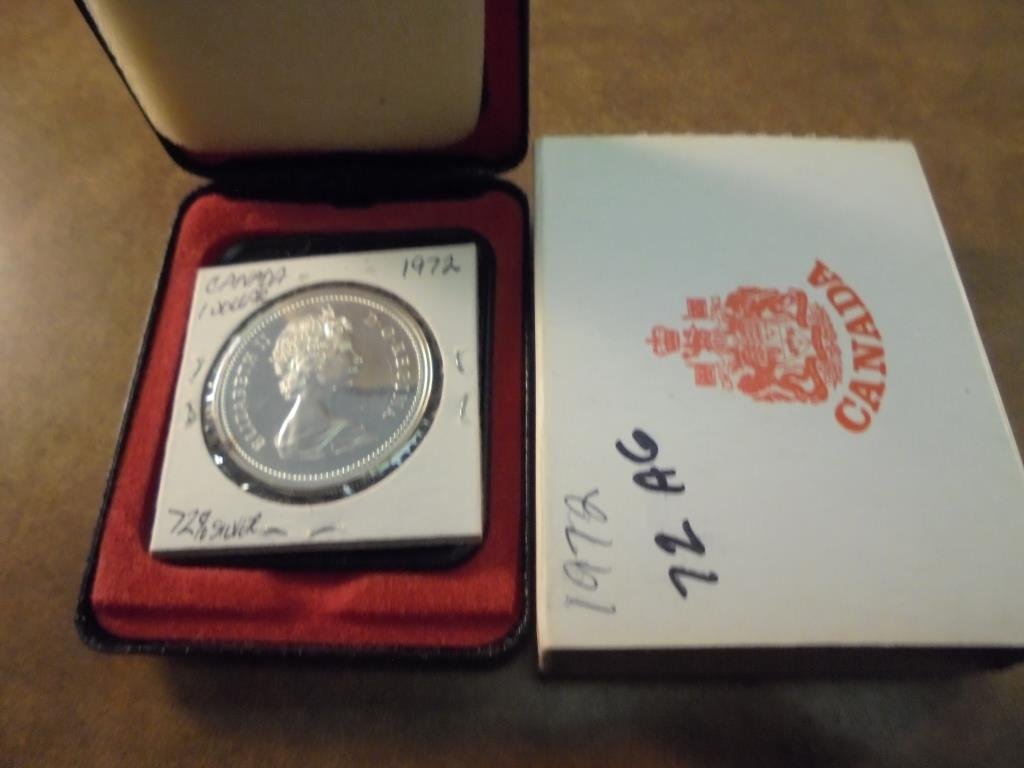 CANADA 1972
1 DOLLAR
ELIZABETH II D·G·REGINA
72% SILVER
CANADA
1972
72 AG